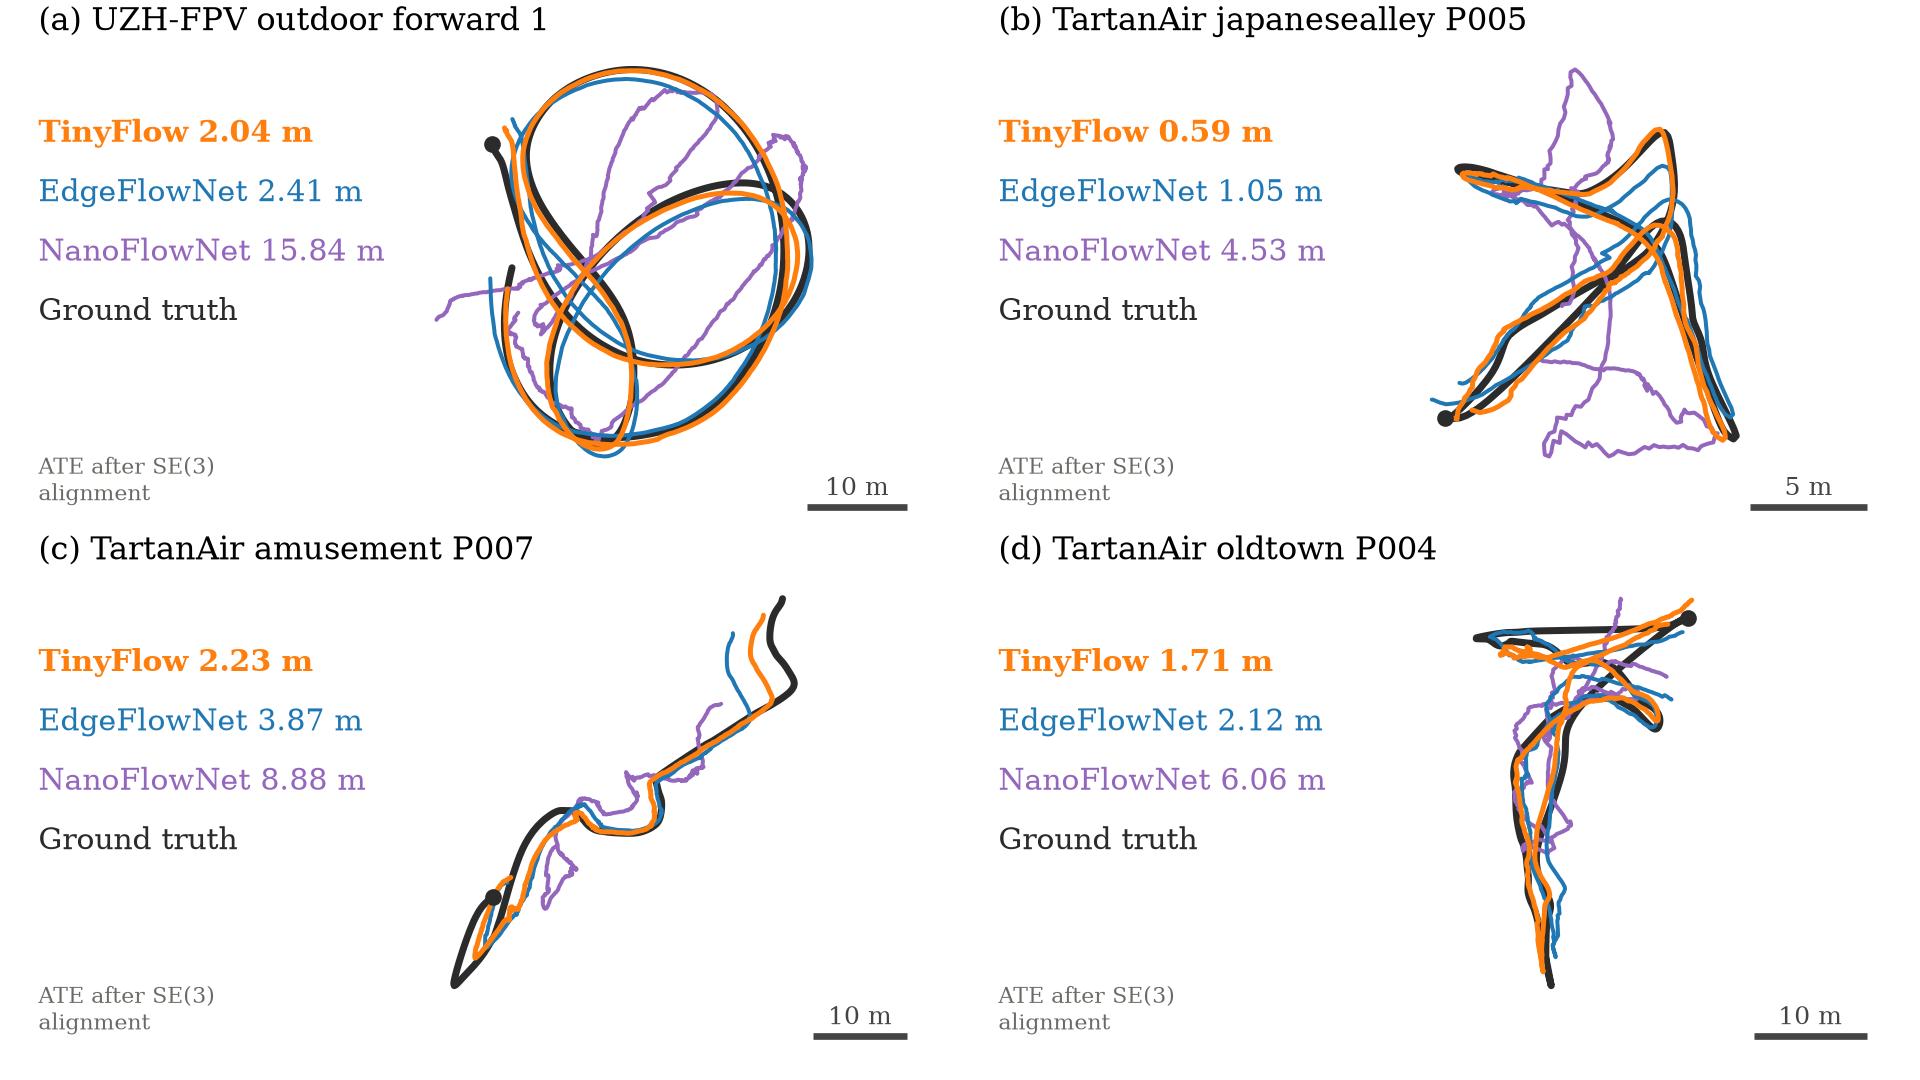 (a) UZH-FPV outdoor forward 1
TinyFlow 2.04 m
EdgeFlowNet 2.41 m
NanoFlowNet 15.84 m
Ground truth
ATE after SE(3)
alignment
10 m
(b) TartanAir japanesealley P005
TinyFlow 0.59 m
EdgeFlowNet 1.05 m
NanoFlowNet 4.53 m
Ground truth
ATE after SE(3)
alignment
5 m
(c) TartanAir amusement P007
TinyFlow 2.23 m
EdgeFlowNet 3.87 m
NanoFlowNet 8.88 m
Ground truth
ATE after SE(3)
alignment
10 m
(d) TartanAir oldtown P004
TinyFlow 1.71 m
EdgeFlowNet 2.12 m
NanoFlowNet 6.06 m
Ground truth
ATE after SE(3)
alignment
10 m